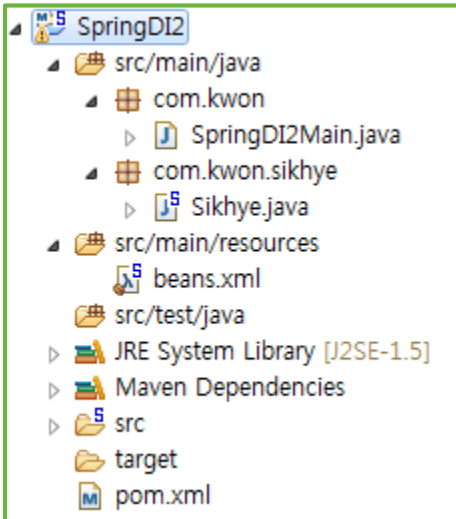 SpringDI2
src/main/java
com.kwon
SpringDI2Main.java
com.kwon.sikhye
Sikhye.java
src/main/resources
beans.xml
src/test/java
JRE System Library [J2SE-1.5]
Maven Dependencies
src
target
pom.xml